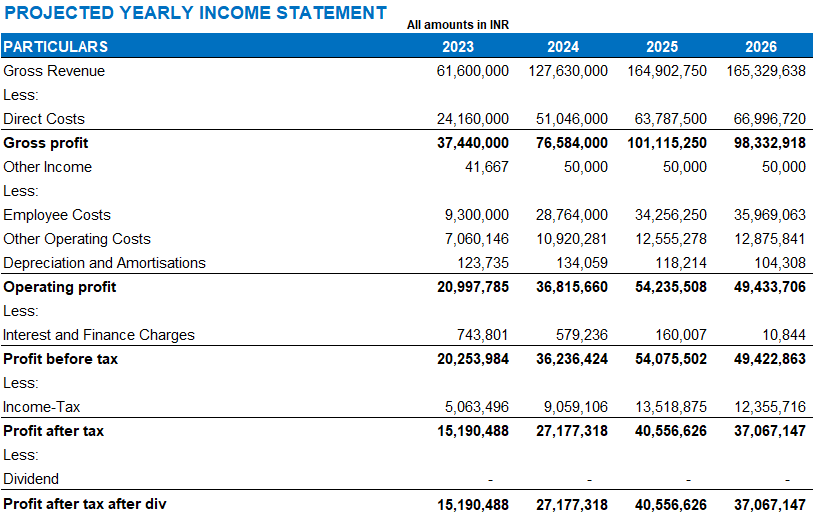 PROJECTED YEARLY INCOME STATEMENT
All amounts in INR
PARTICULARS 2023 2024 2025 2026
Gross Revenue 61,600,000 127,630,000 164,902,750 165,329,638
Less:
Direct Costs 24,160,000 51,046,000 63,787,500 66,996,720
Gross profit 37,440,000 76,584,000 101,115,250 98,332,918
Other Income 41,667 50,000 50,000 50,000
Less:
Employee Costs 9,300,000 28,764,000 34,256,250 35,969,063
Other Operating Costs 7,060,146 10,920,281 12,555,278 12,875,841
Depreciation and Amortisations 123,735 134,059 118,214 104,308
Operating profit 20,997,785 36,815,660 54,235,508 49,433,706
Less:
Interest and Finance Charges 743,801 579,236 160,007 10,844
Profit before tax 20,253,984 36,236,424 54,075,502 49,422,863
Less:
Income-Tax 5,063,496 9,059,106 13,518,875 12,355,716
Profit after tax 15,190,488 27,177,318 40,556,626 37,067,147
Less:
Dividend - - - -
Profit after tax after div 15,190,488 27,177,318 40,556,626 37,067,147